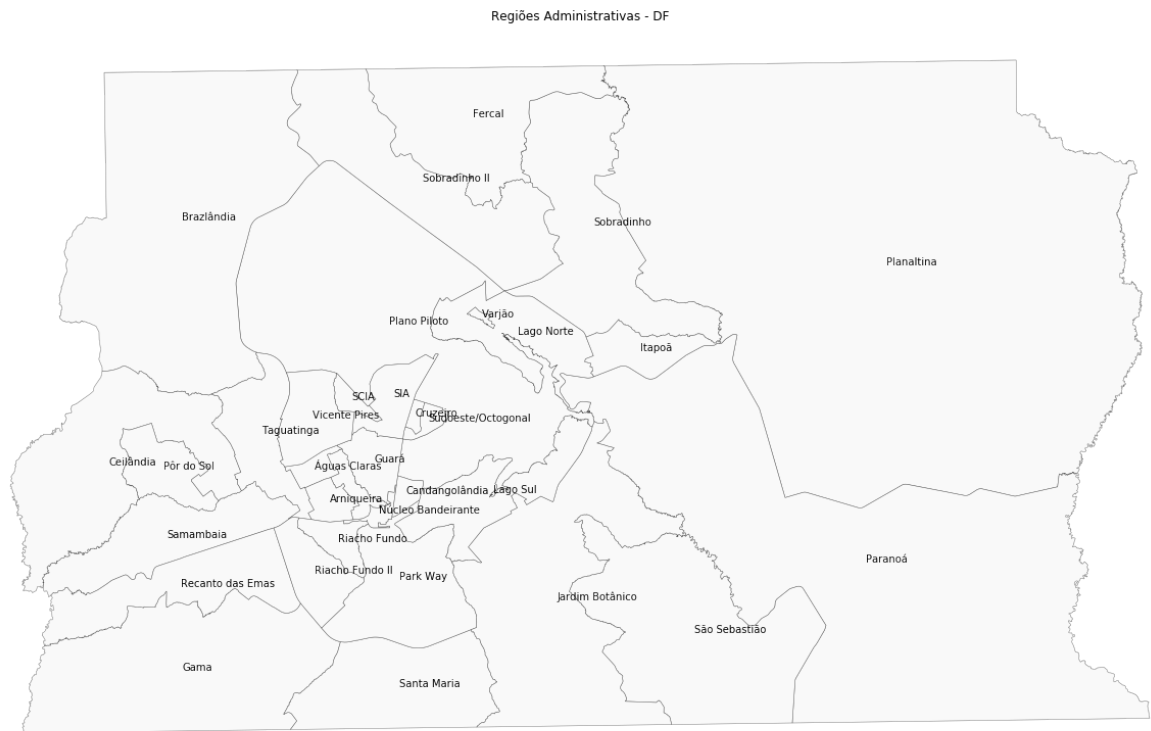 Regiões Administrativas - DF
Fercal
Sobradinho II
Brazlândia
Sobradinho
Planaltina
Varjão
Plano Piloto
Lago Norte
Itapoã
SIA
SCIA
Vicente Pires
Cruzeiro
Sudoeste/Octogonal
Taguatinga
Guará
Ceilândia
Pôr do Sol
Águas Claras
Candangolândia
Lago Sul
Arniqueira
Núcleo Bandeirante
Samambaia
Riacho Fundo
Paranoá
Riacho Fundo II
Park Way
Recanto das Emas
Jardim Botânico
São Sebastião
Gama
Santa Maria